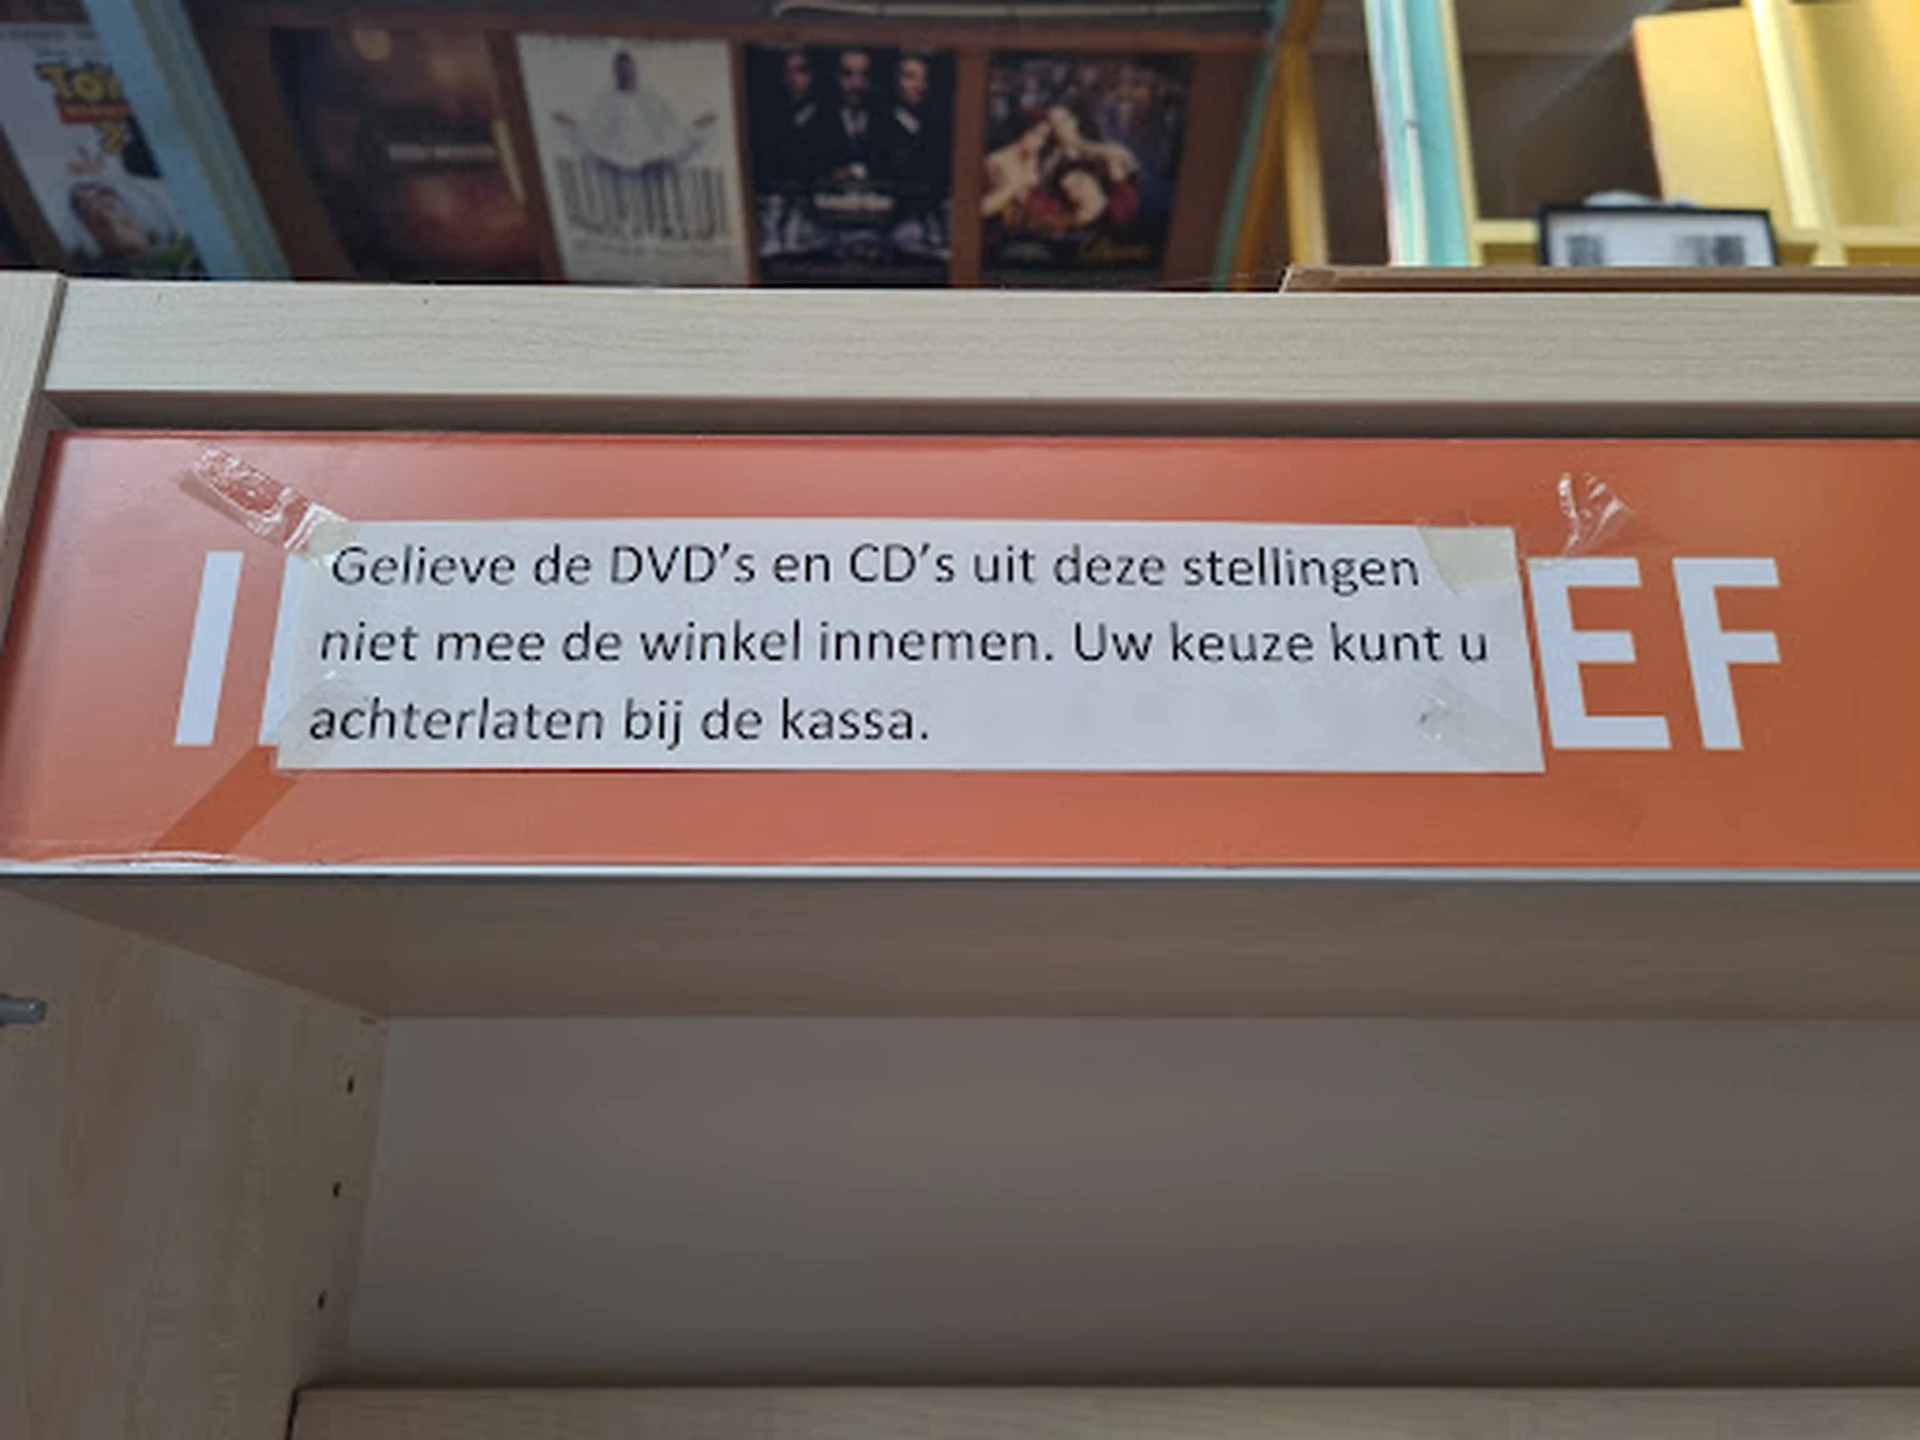 Gelieve de DVD's en CD's uit deze stellingen
niet mee de winkel innemen. Uw keuze kunt u
achterlaten bij de kassa.
EF